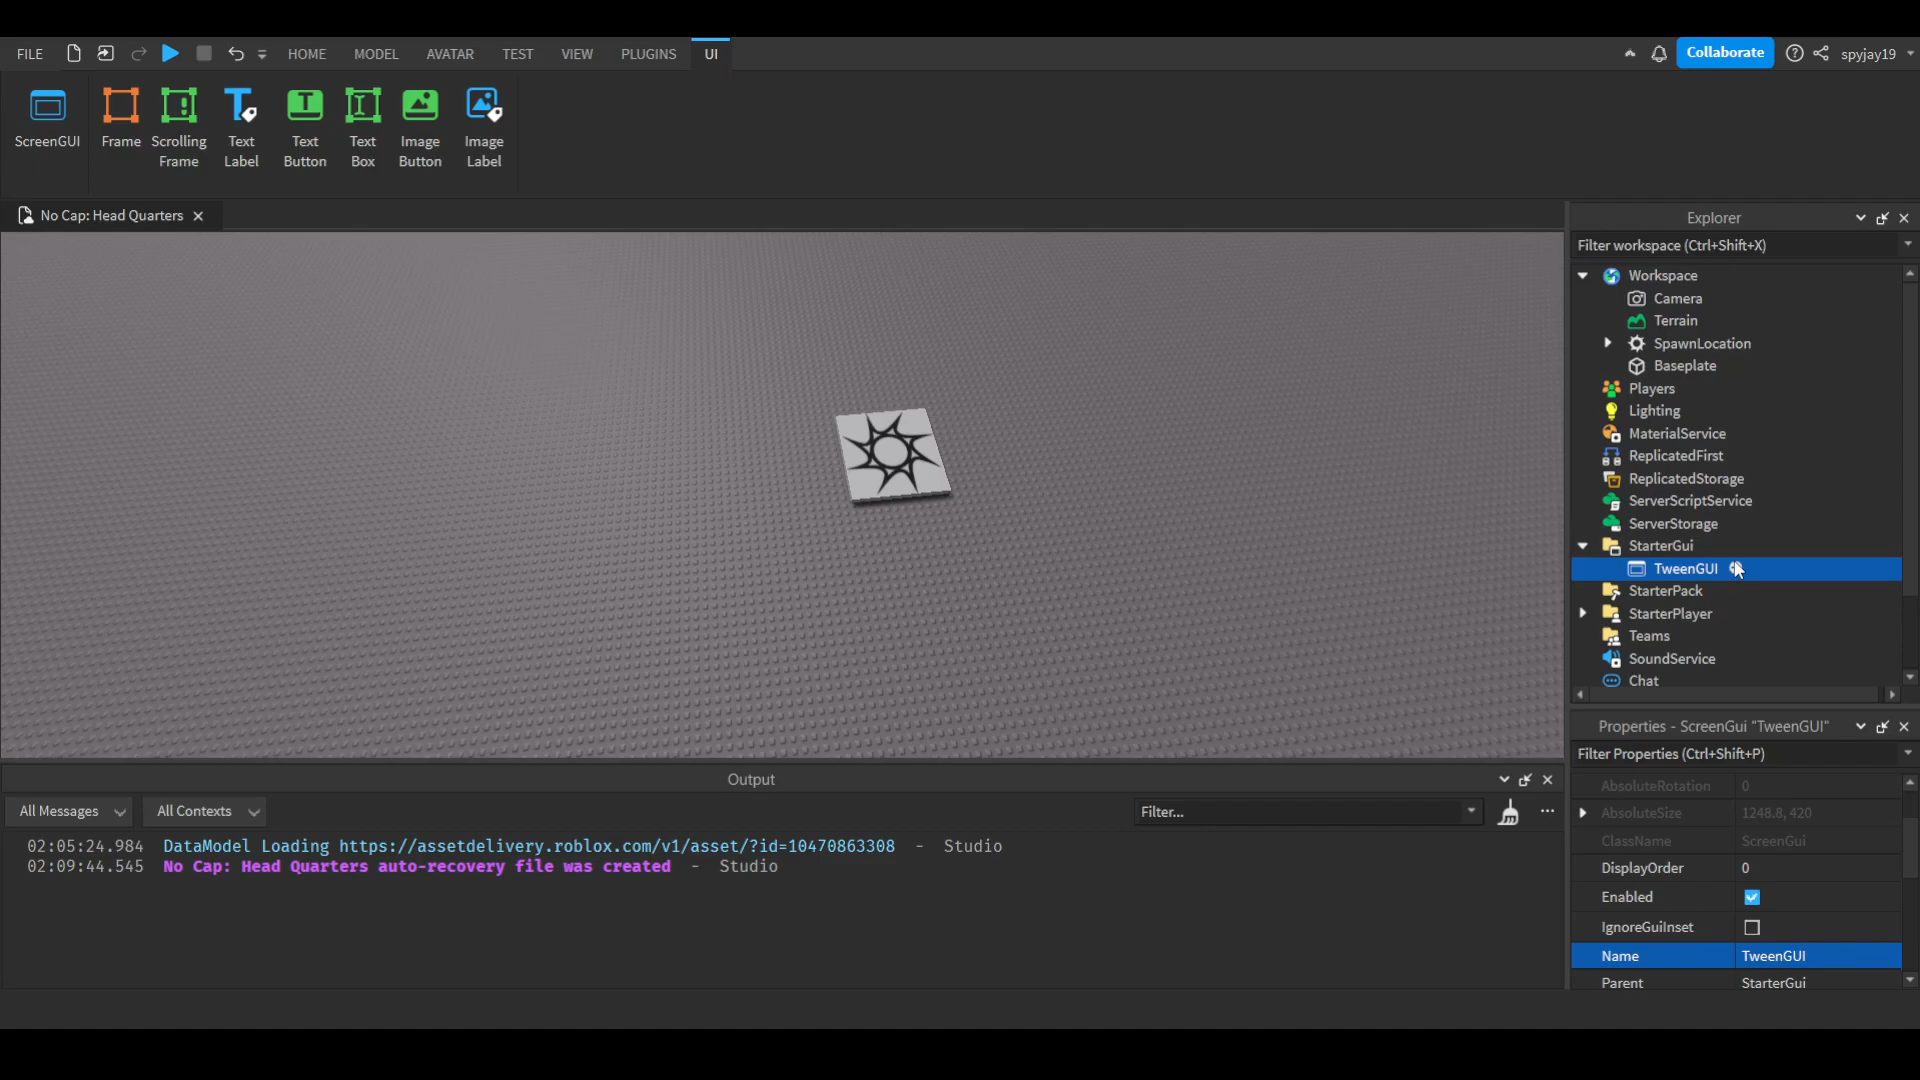 FILE HOME MODEL AVATAR TEST VIEW PLUGINS UI Collaborate spyjay19
ScreenGUI Frame Scrolling Frame Text Label Text Button Text Box Image Button Image Label
No Cap: Head Quarters
Explorer
Filter workspace (Ctrl+Shift+X)
Workspace
Camera
Terrain
SpawnLocation
Baseplate
Players
Lighting
MaterialService
ReplicatedFirst
ReplicatedStorage
ServerScriptService
ServerStorage
StarterGui
TweenGUI
StarterPack
StarterPlayer
Teams
SoundService
Chat
Properties - ScreenGui "TweenGUI"
Filter Properties (Ctrl+Shift+P)
AbsoluteRotation 0
AbsoluteSize 1248.8, 420
ClassName ScreenGui
DisplayOrder 0
Enabled
IgnoreGuiInset
Name TweenGUI
Parent StarterGui
Output
All Messages All Contexts Filter...
02:05:24.984 DataModel Loading https://assetdelivery.roblox.com/v1/asset/?id=10470863308 - Studio
02:09:44.545 No Cap: Head Quarters auto-recovery file was created - Studio